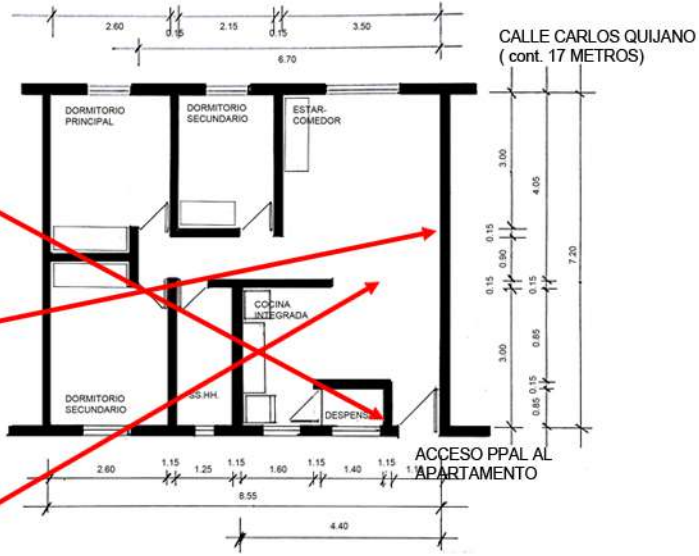 2.60
0.15
2.15
0.15
3.50
6.70
CALLE CARLOS QUIJANO
( cont. 17 METROS)
DORMITORIO
PRINCIPAL
DORMITORIO
SECUNDARIO
ESTAR-
COMEDOR
3.00
0.15
0.90
0.15
3.00
4.05
0.15
0.85
0.15
0.85
7.20
COCINA
INTEGRADA
DORMITORIO
SECUNDARIO
SS.HH.
DESPENS
ACCESO PPAL AL
APARTAMENTO
2.60
1.15
1.25
1.15
1.60
1.15
1.40
1.15
8.55
4.40